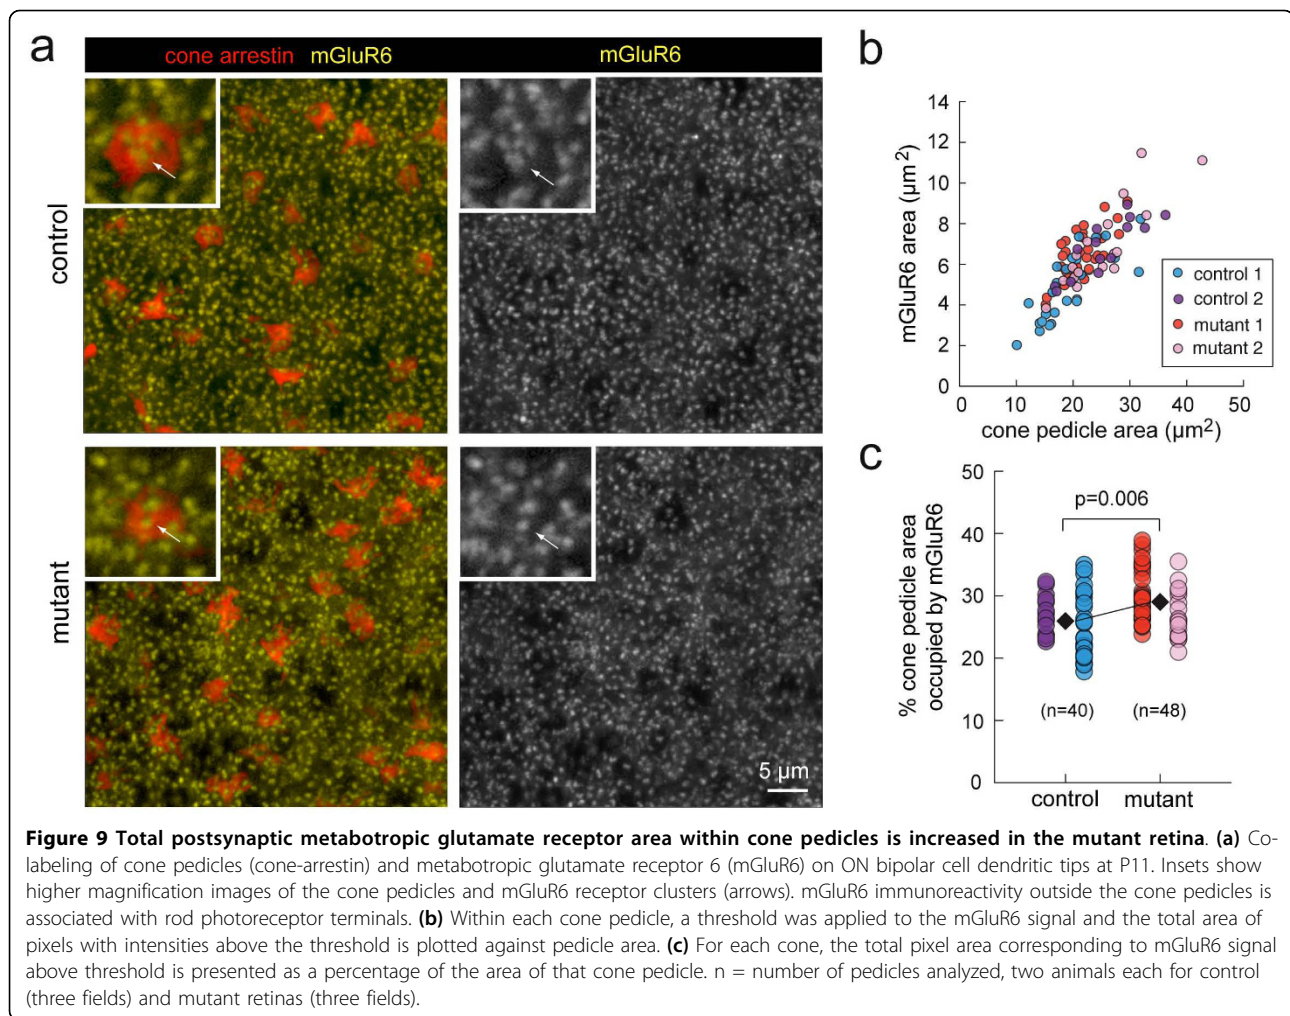 a
cone arrestin mGluR6
mGluR6
control
mutant
5 µm
b
mGluR6 area (µm²)
14
12
10
8
6
4
2
0
0 10 20 30 40 50
cone pedicle area (µm²)
control 1
control 2
mutant 1
mutant 2
c
% cone pedicle area
occupied by mGluR6
50
40
30
20
10
0
p=0.006
(n=40) (n=48)
control mutant
Figure 9 Total postsynaptic metabotropic glutamate receptor area within cone pedicles is increased in the mutant retina. (a) Co-
labeling of cone pedicles (cone-arrestin) and metabotropic glutamate receptor 6 (mGluR6) on ON bipolar cell dendritic tips at P11. Insets show
higher magnification images of the cone pedicles and mGluR6 receptor clusters (arrows). mGluR6 immunoreactivity outside the cone pedicles is
associated with rod photoreceptor terminals. (b) Within each cone pedicle, a threshold was applied to the mGluR6 signal and the total area of
pixels with intensities above the threshold is plotted against pedicle area. (c) For each cone, the total pixel area corresponding to mGluR6 signal
above threshold is presented as a percentage of the area of that cone pedicle. n = number of pedicles analyzed, two animals each for control
(three fields) and mutant retinas (three fields).